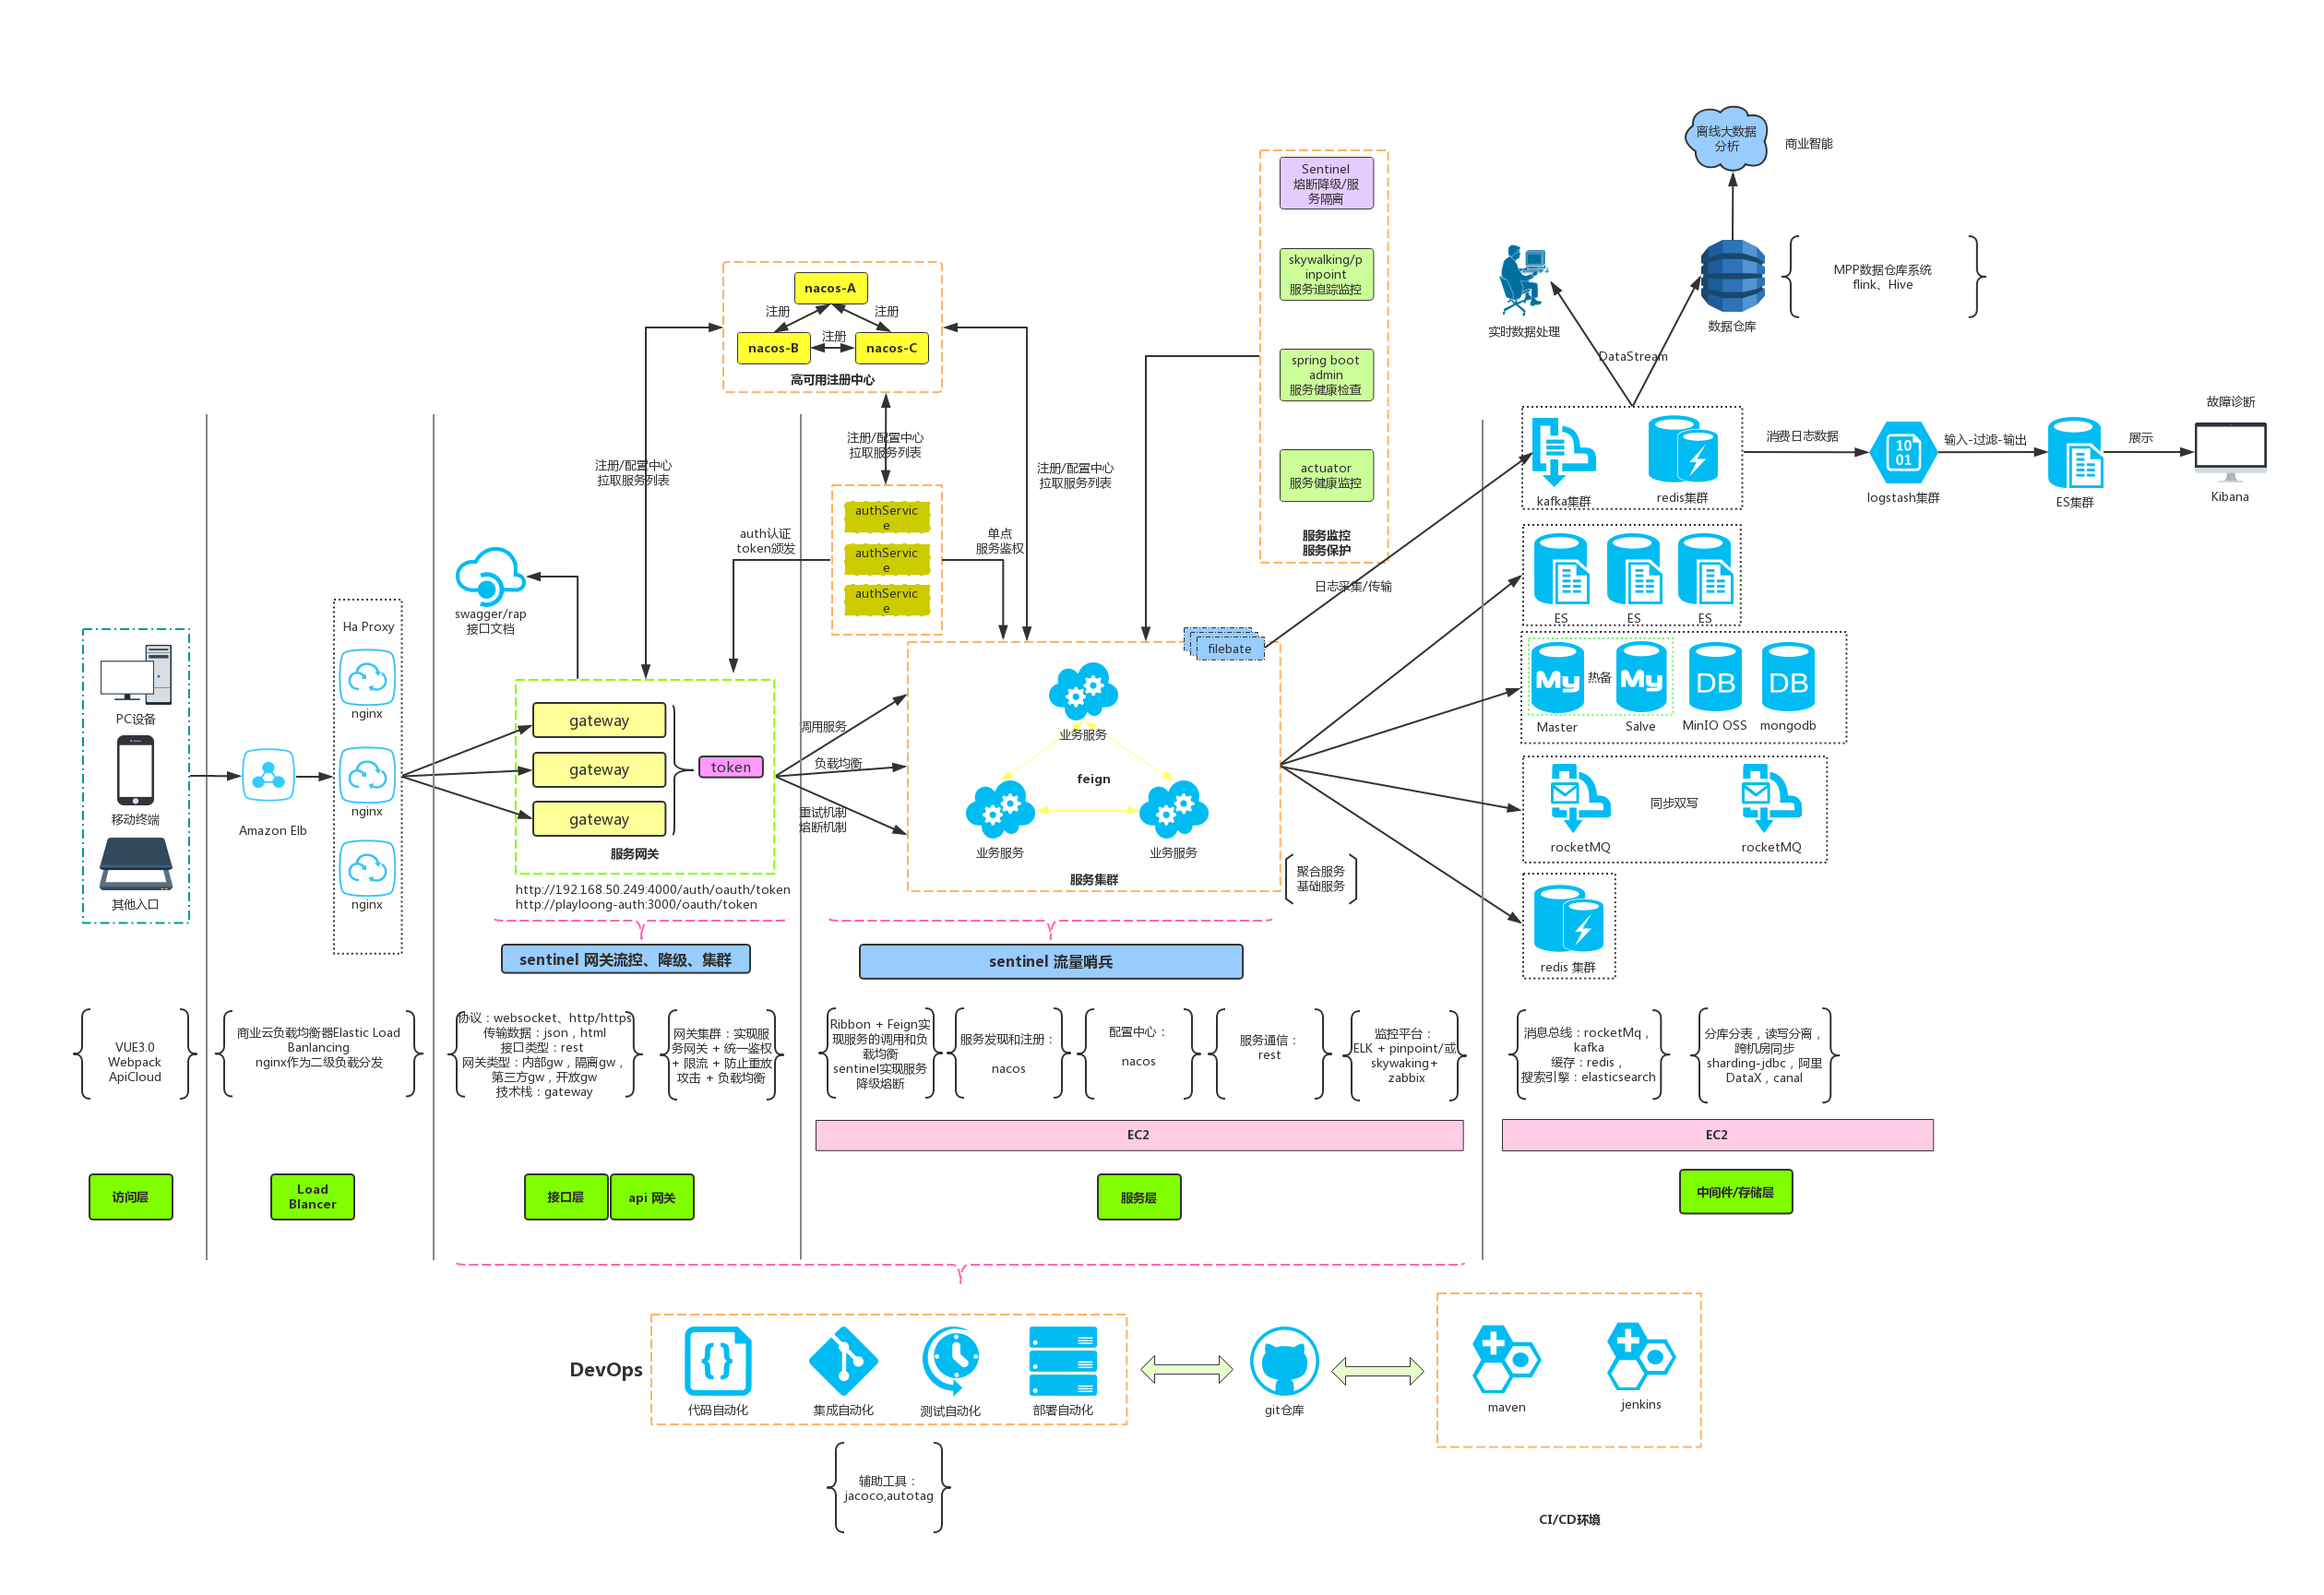 离线大数据
分析
商业智能
Sentinel
熔断降级/服
务隔离
skywalking/p
inpoint
服务追踪监控
spring boot
admin
服务健康检查
actuator
服务健康监控
服务监控
服务保护
实时数据处理
数据仓库
MPP数据仓库系统
flink、Hive
DataStream
nacos-A
注册
注册
nacos-B
注册
nacos-C
高可用注册中心
注册/配置中心
拉取服务列表
注册/配置中心
拉取服务列表
注册/配置中心
拉取服务列表
kafka集群
redis集群
消费日志数据
logstash集群
输入-过滤-输出
ES集群
展示
故障诊断
Kibana
authServic
e
authServic
e
authServic
e
auth认证
token颁发
单点
服务鉴权
日志采集/传输
swagger/rap
接口文档
ES
ES
ES
PC设备
移动终端
其他入口
Amazon Elb
Ha Proxy
nginx
nginx
nginx
gateway
gateway
gateway
token
服务网关
http://192.168.50.249:4000/auth/oauth/token
http://playloong-auth:3000/oauth/token
调用服务
负载均衡
重试机制
熔断机制
filebate
业务服务
feign
业务服务
业务服务
服务集群
聚合服务
基础服务
My
热备
My
DB
DB
Master
Salve
MinIO OSS
mongodb
rocketMQ
同步双写
rocketMQ
redis 集群
sentinel 网关流控、降级、集群
sentinel 流量哨兵
VUE3.0
Webpack
ApiCloud
商业云负载均衡器Elastic Load
Banlancing
nginx作为二级负载分发
协议：websocket、http/https
传输数据：json，html
接口类型：rest
网关类型：内部gw，隔离gw，
第三方gw，开放gw
技术栈：gateway
网关集群：实现服
务网关 + 统一鉴权
+ 限流 + 防止重放
攻击 + 负载均衡
Ribbon + Feign实
现服务的调用和负
载均衡
sentinel实现服务
降级熔断
服务发现和注册：
nacos
配置中心：
nacos
服务通信：
rest
监控平台：
ELK + pinpoint/或
skywaking+
zabbix
消息总线：rocketMq，
kafka
缓存：redis，
搜索引擎：elasticsearch
分库分表，读写分离，
跨机房同步
sharding-jdbc，阿里
DataX，canal
EC2
EC2
访问层
Load
Blancer
接口层
api 网关
服务层
中间件/存储层
DevOps
代码自动化
集成自动化
测试自动化
部署自动化
git仓库
maven
jenkins
辅助工具：
jacoco,autotag
CI/CD环境
10
01